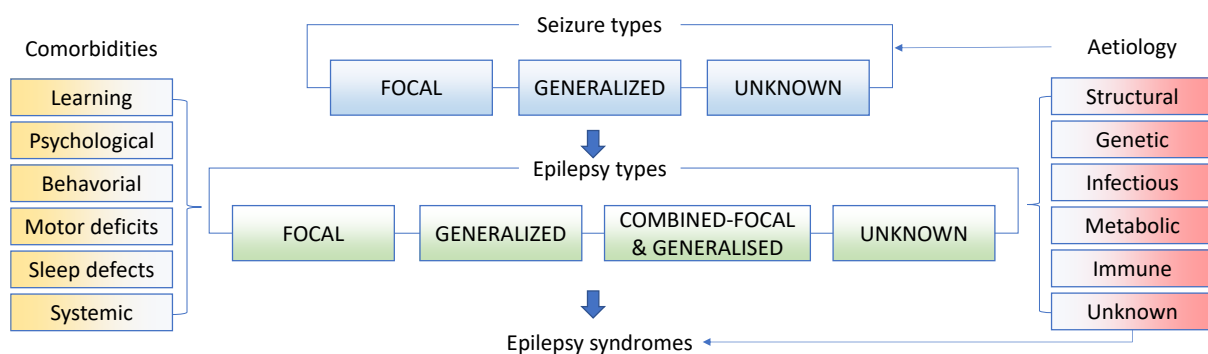 Seizure types
Comorbidities
Aetiology
FOCAL
GENERALIZED
UNKNOWN
Learning
Psychological
Behavorial
Motor deficits
Sleep defects
Systemic
Structural
Genetic
Infectious
Metabolic
Immune
Unknown
Epilepsy types
FOCAL
GENERALIZED
COMBINED-FOCAL
& GENERALISED
UNKNOWN
Epilepsy syndromes